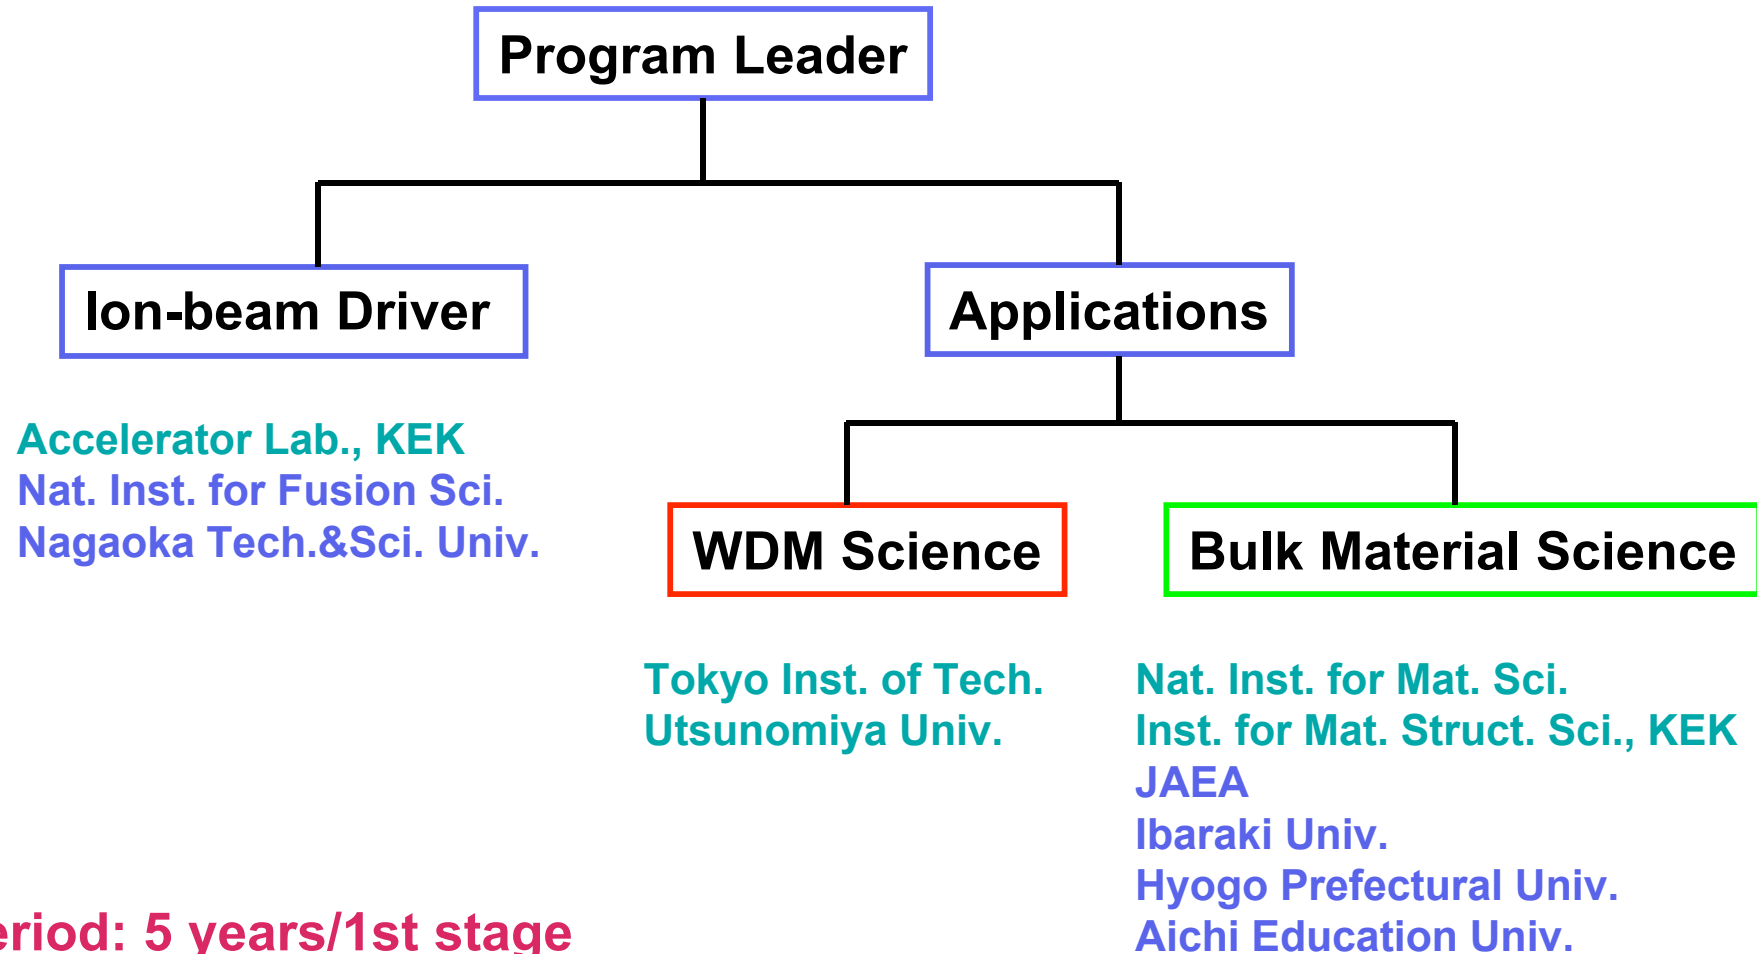 Program Leader
Ion-beam Driver
Applications
Accelerator Lab., KEK
Nat. Inst. for Fusion Sci.
Nagaoka Tech.&Sci. Univ.
WDM Science
Bulk Material Science
Tokyo Inst. of Tech.
Utsunomiya Univ.
Nat. Inst. for Mat. Sci.
Inst. for Mat. Struct. Sci., KEK
JAEA
Ibaraki Univ.
Hyogo Prefectural Univ.
Aichi Education Univ.
eriod: 5 years/1st stage